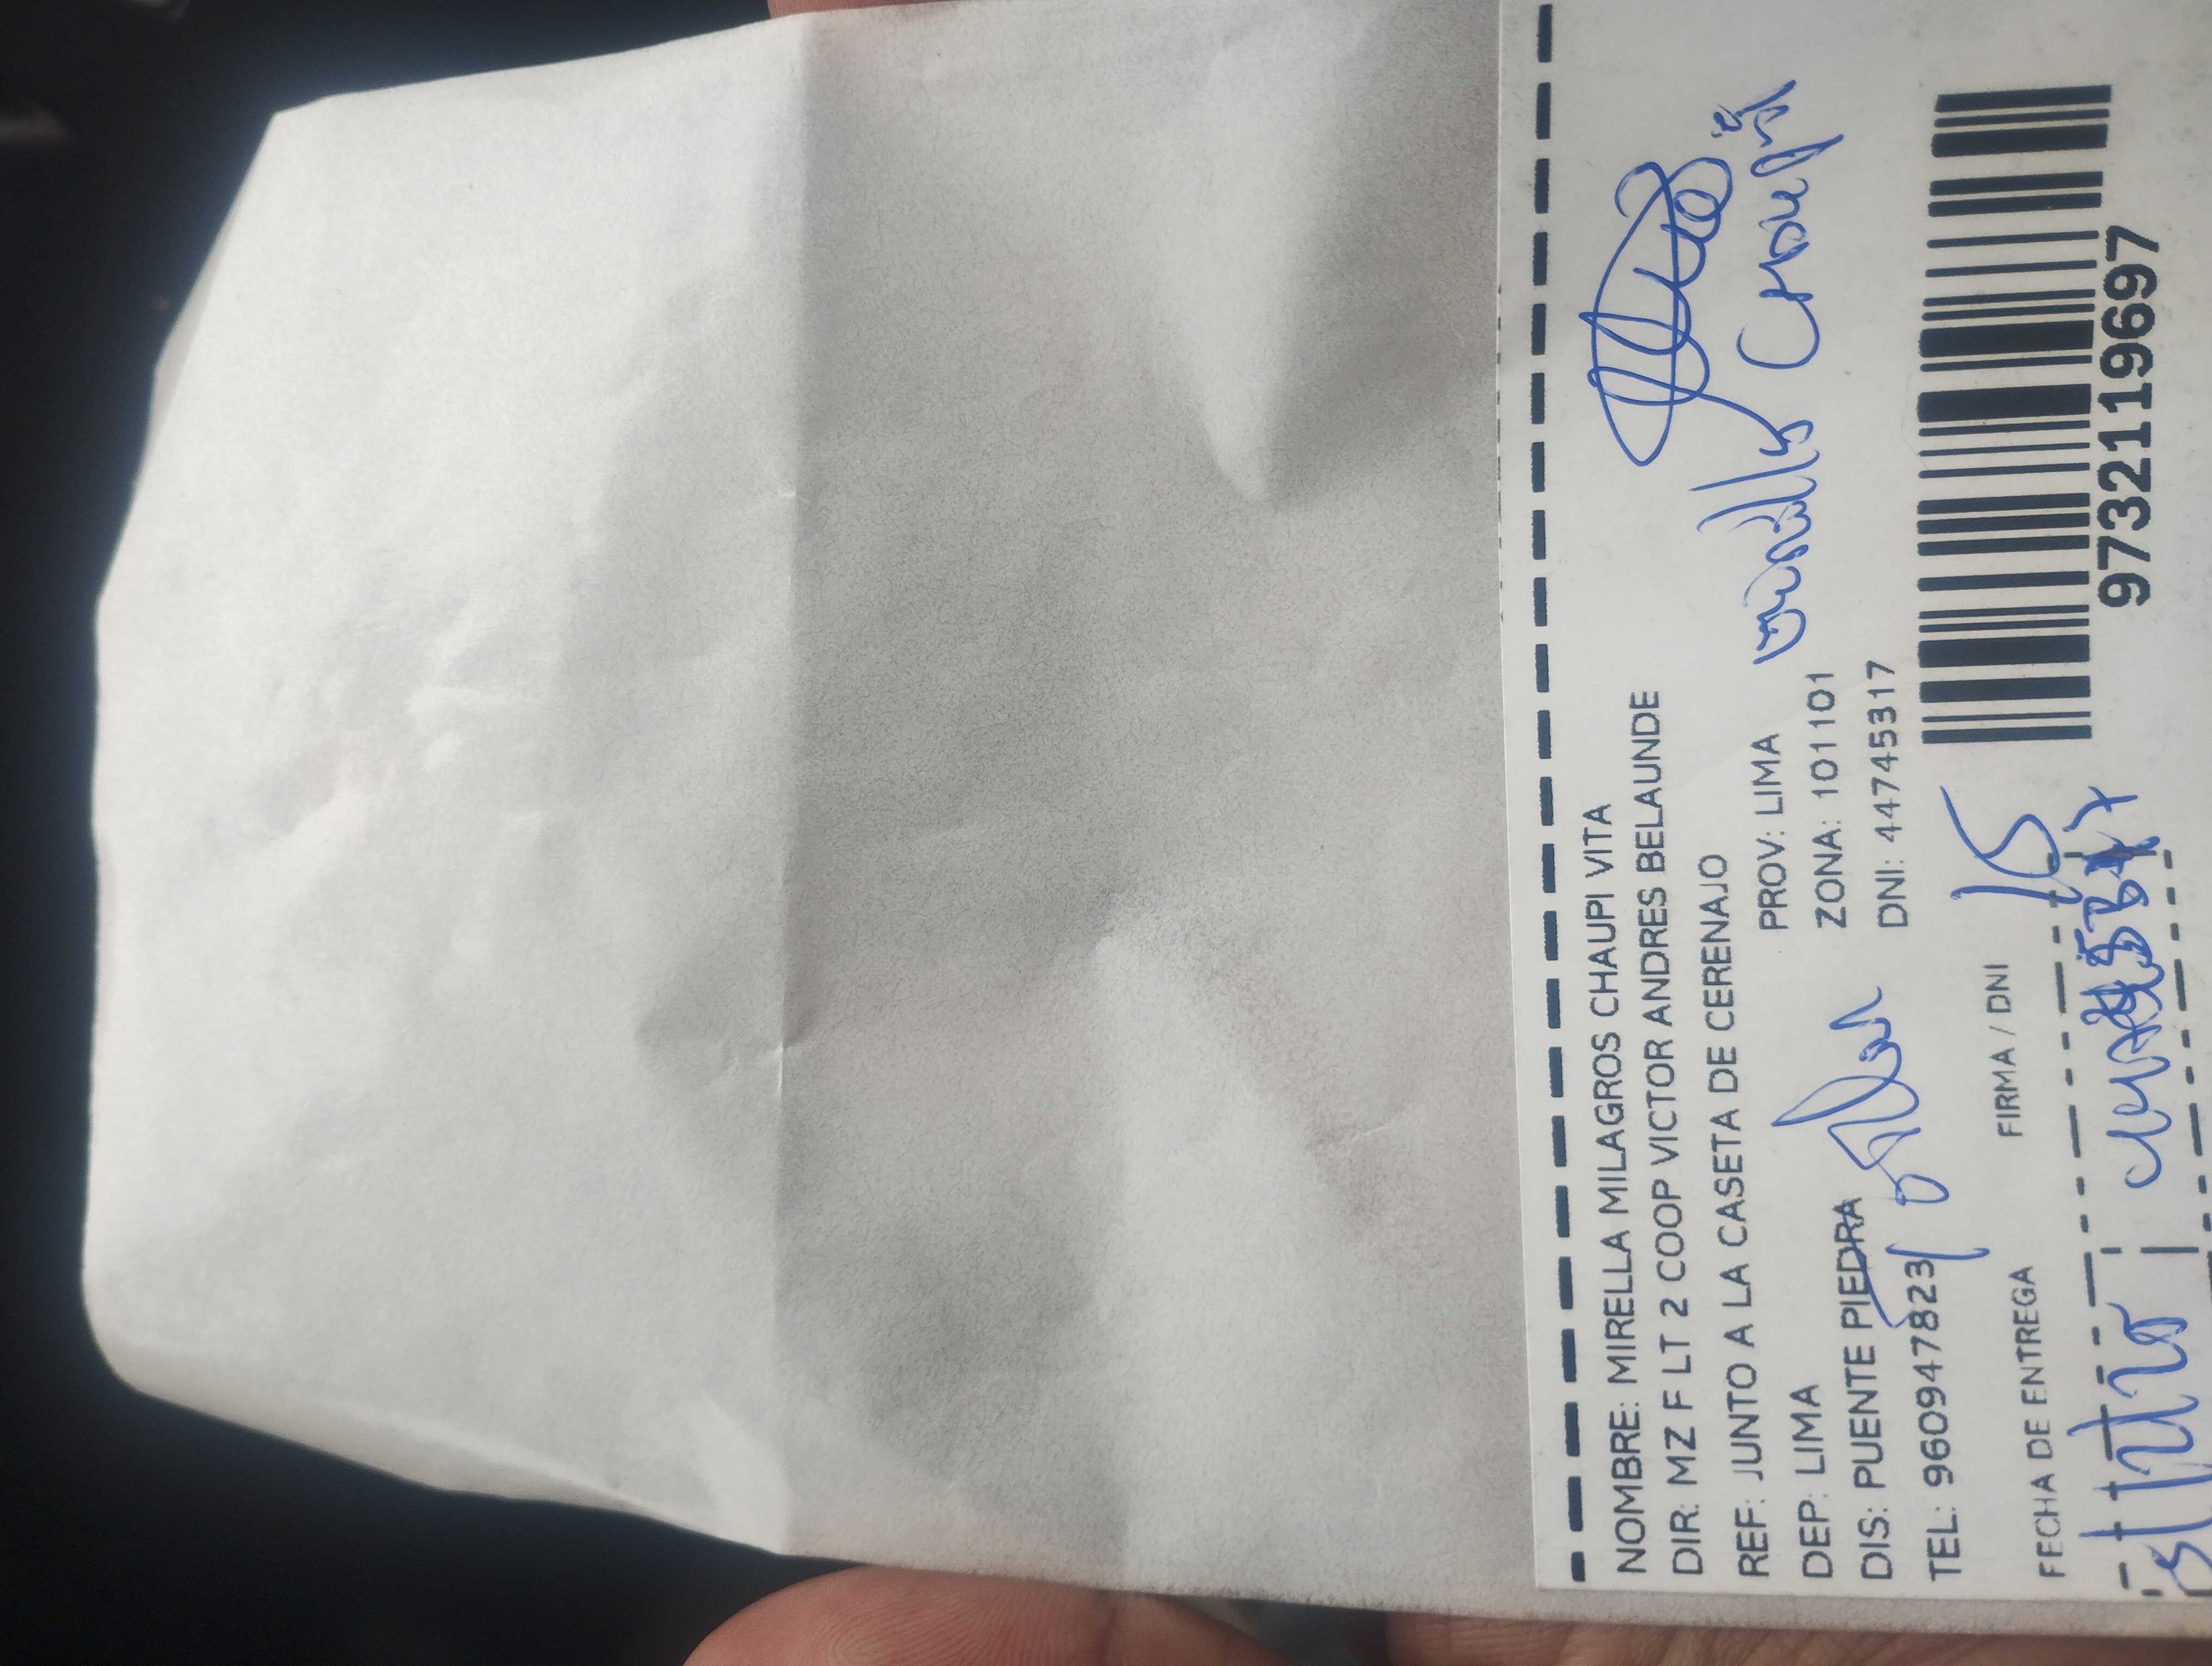 NOMBRE: MIRELLA MILAGROS CHAUPI VITA
DIR: MZ F LT 2 COOP VICTOR ANDRES BELAUNDE
REF: JUNTO A LA CASETA DE CERENAJO
DEP: LIMA PROV: LIMA
DIS: PUENTE PIEDRA ZONA: 101101
TEL: 960947823 DNI: 44745317
FECHA DE ENTREGA FIRMA / DNI
9732119697